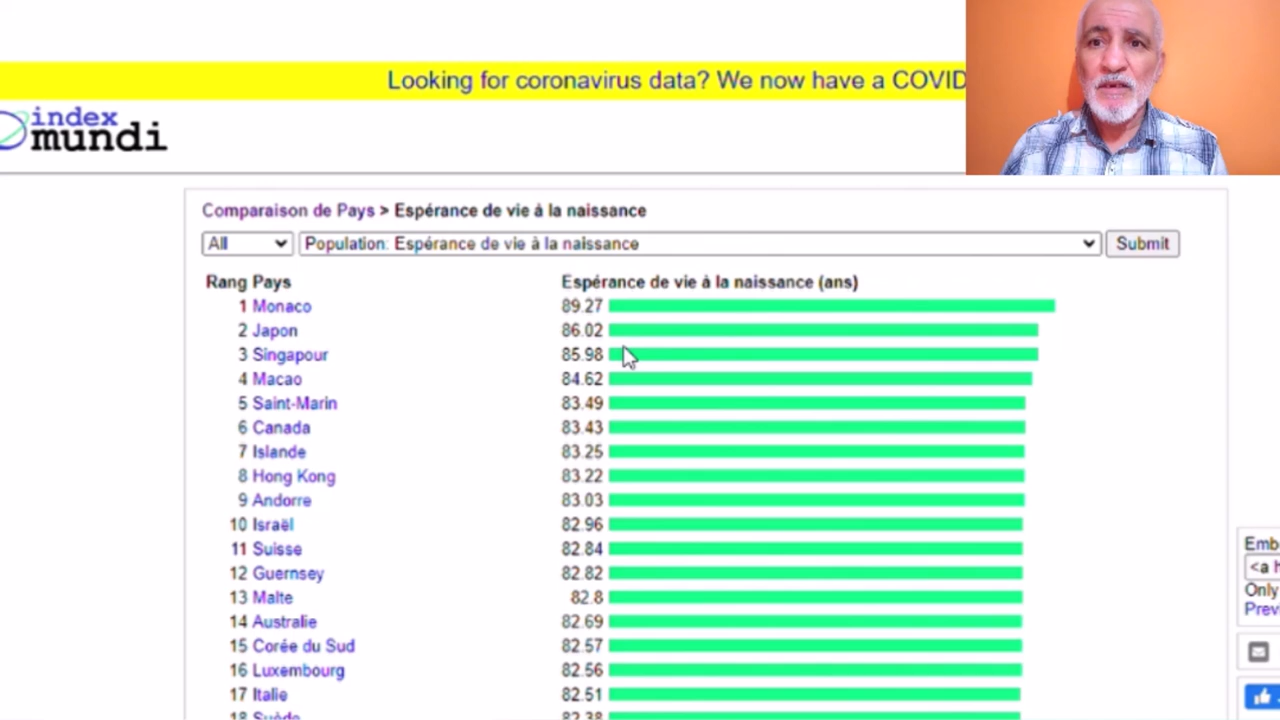 Looking for coronavirus data? We now have a COVID
index
mundi
Comparaison de Pays > Espérance de vie à la naissance
All Population: Espérance de vie à la naissance Submit
Rang Pays Espérance de vie à la naissance (ans)
1 Monaco 89.27
2 Japon 86.02
3 Singapour 85.98
4 Macao 84.62
5 Saint-Marin 83.49
6 Canada 83.43
7 Islande 83.25
8 Hong Kong 83.22
9 Andorre 83.03
10 Israël 82.96
11 Suisse 82.84
12 Guernsey 82.82
13 Malte 82.8
14 Australie 82.69
15 Corée du Sud 82.57
16 Luxembourg 82.56
17 Italie 82.51
18 Suède 82.38
Emb
<a h
Only
Prev